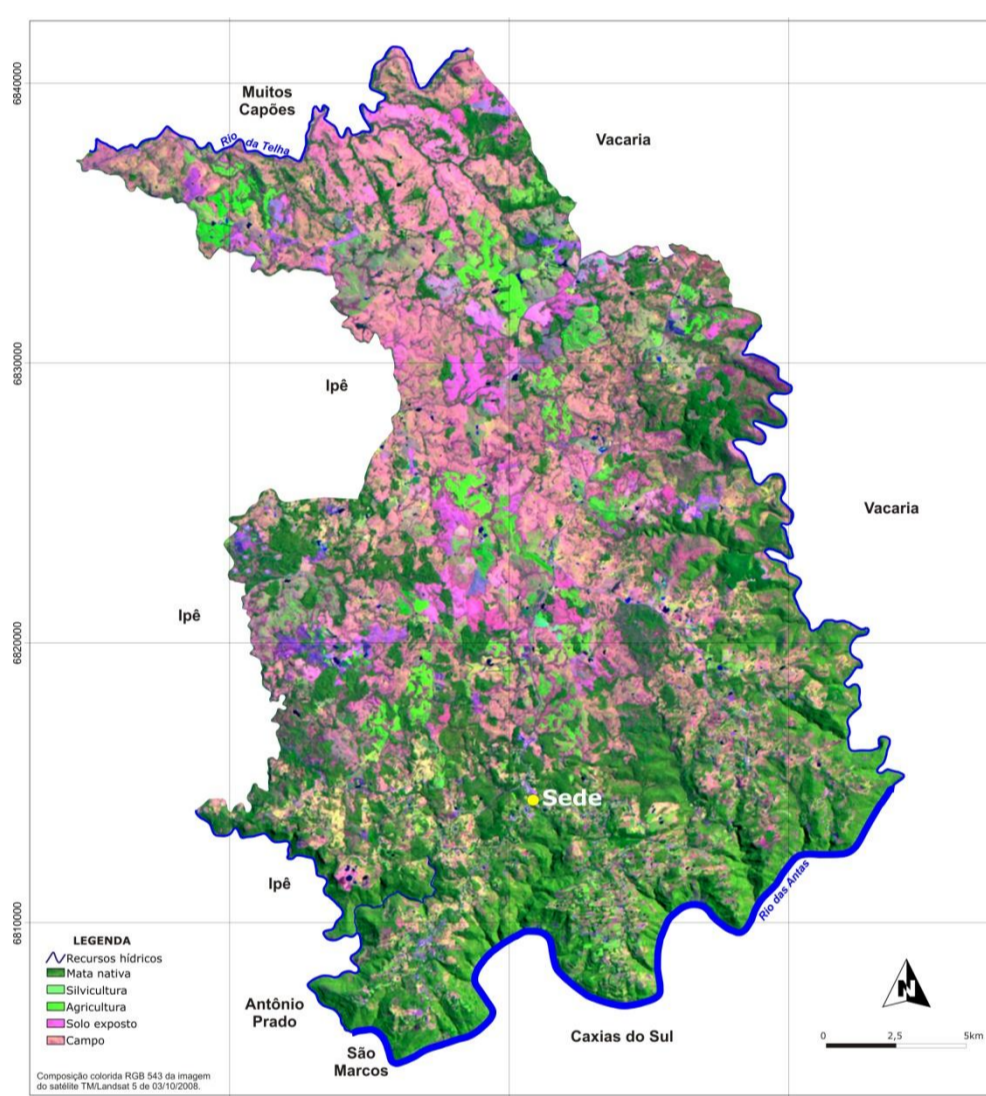 6840000
Muitos
Capões
Vacaria
Rio da Telha
6830000
Ipê
Vacaria
Ipê
6820000
Sede
Ipê
Rio das Antas
6810000
LEGENDA
Recursos hídricos
Mata nativa
Silvicultura
Agricultura
Solo exposto
Campo
Antônio
Prado
São
Marcos
Caxias do Sul
N
0 2,5 5km
Composição colorida RGB 543 da imagem
do satélite TM/Landsat 5 de 03/10/2008.